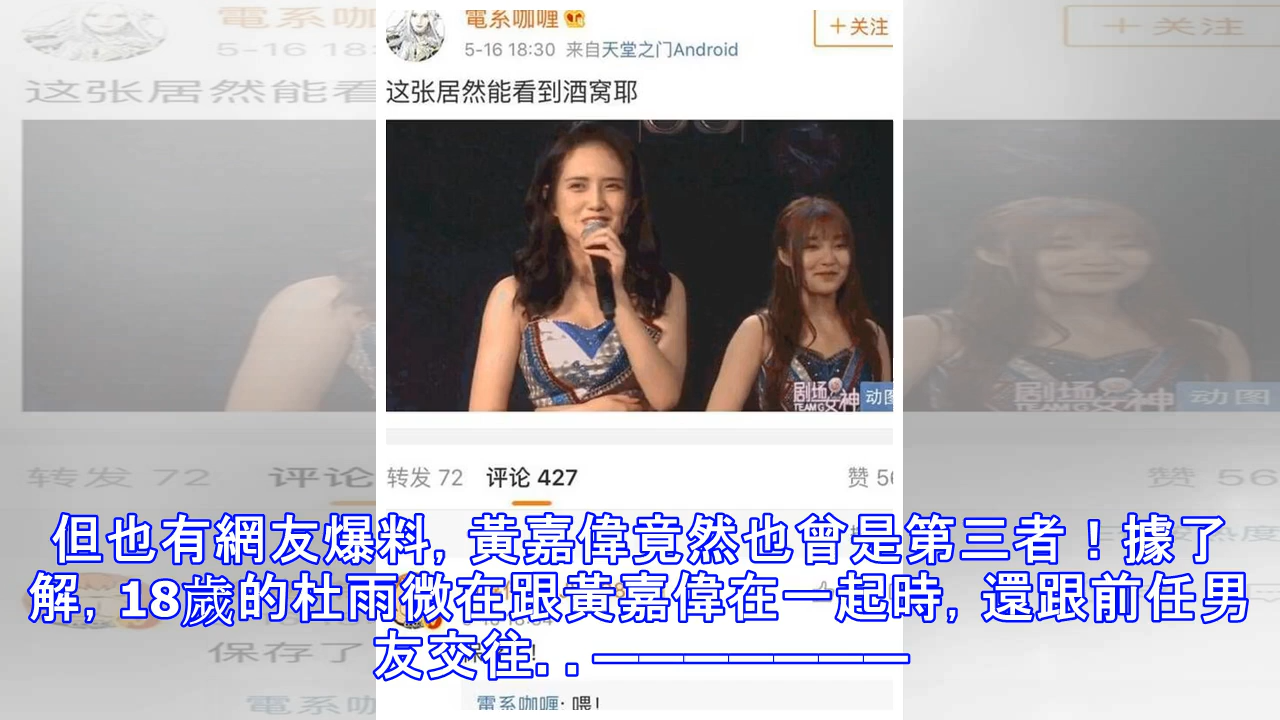 電系咖喱
+关注
5-16 18:30 来自天堂之门Android
这张居然能看到酒窝耶
剧场女神
TEAM G
动图
转发 72 评论 427 赞 56
但也有網友爆料, 黃嘉偉竟然也曾是第三者！據了
解, 18歲的杜雨微在跟黃嘉偉在一起時, 還跟前任男
友交往. . ———————
電系咖喱: 喂!